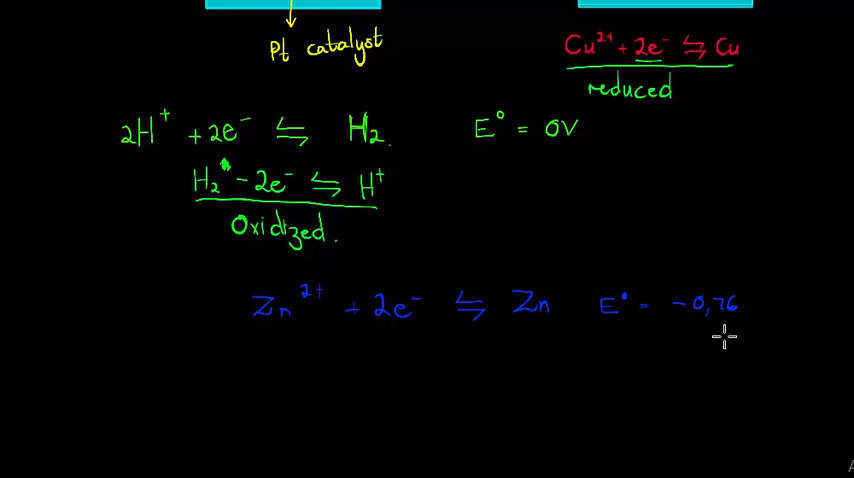 Pt catalyst
Cu²⁺ + 2e⁻ ⇌ Cu
reduced
2H⁺ + 2e⁻ ⇌ H₂.
E° = 0V
H₂ - 2e⁻ ⇌ H⁺
Oxidized.
Zn²⁺ + 2e⁻ ⇌ Zn E° = -0,76